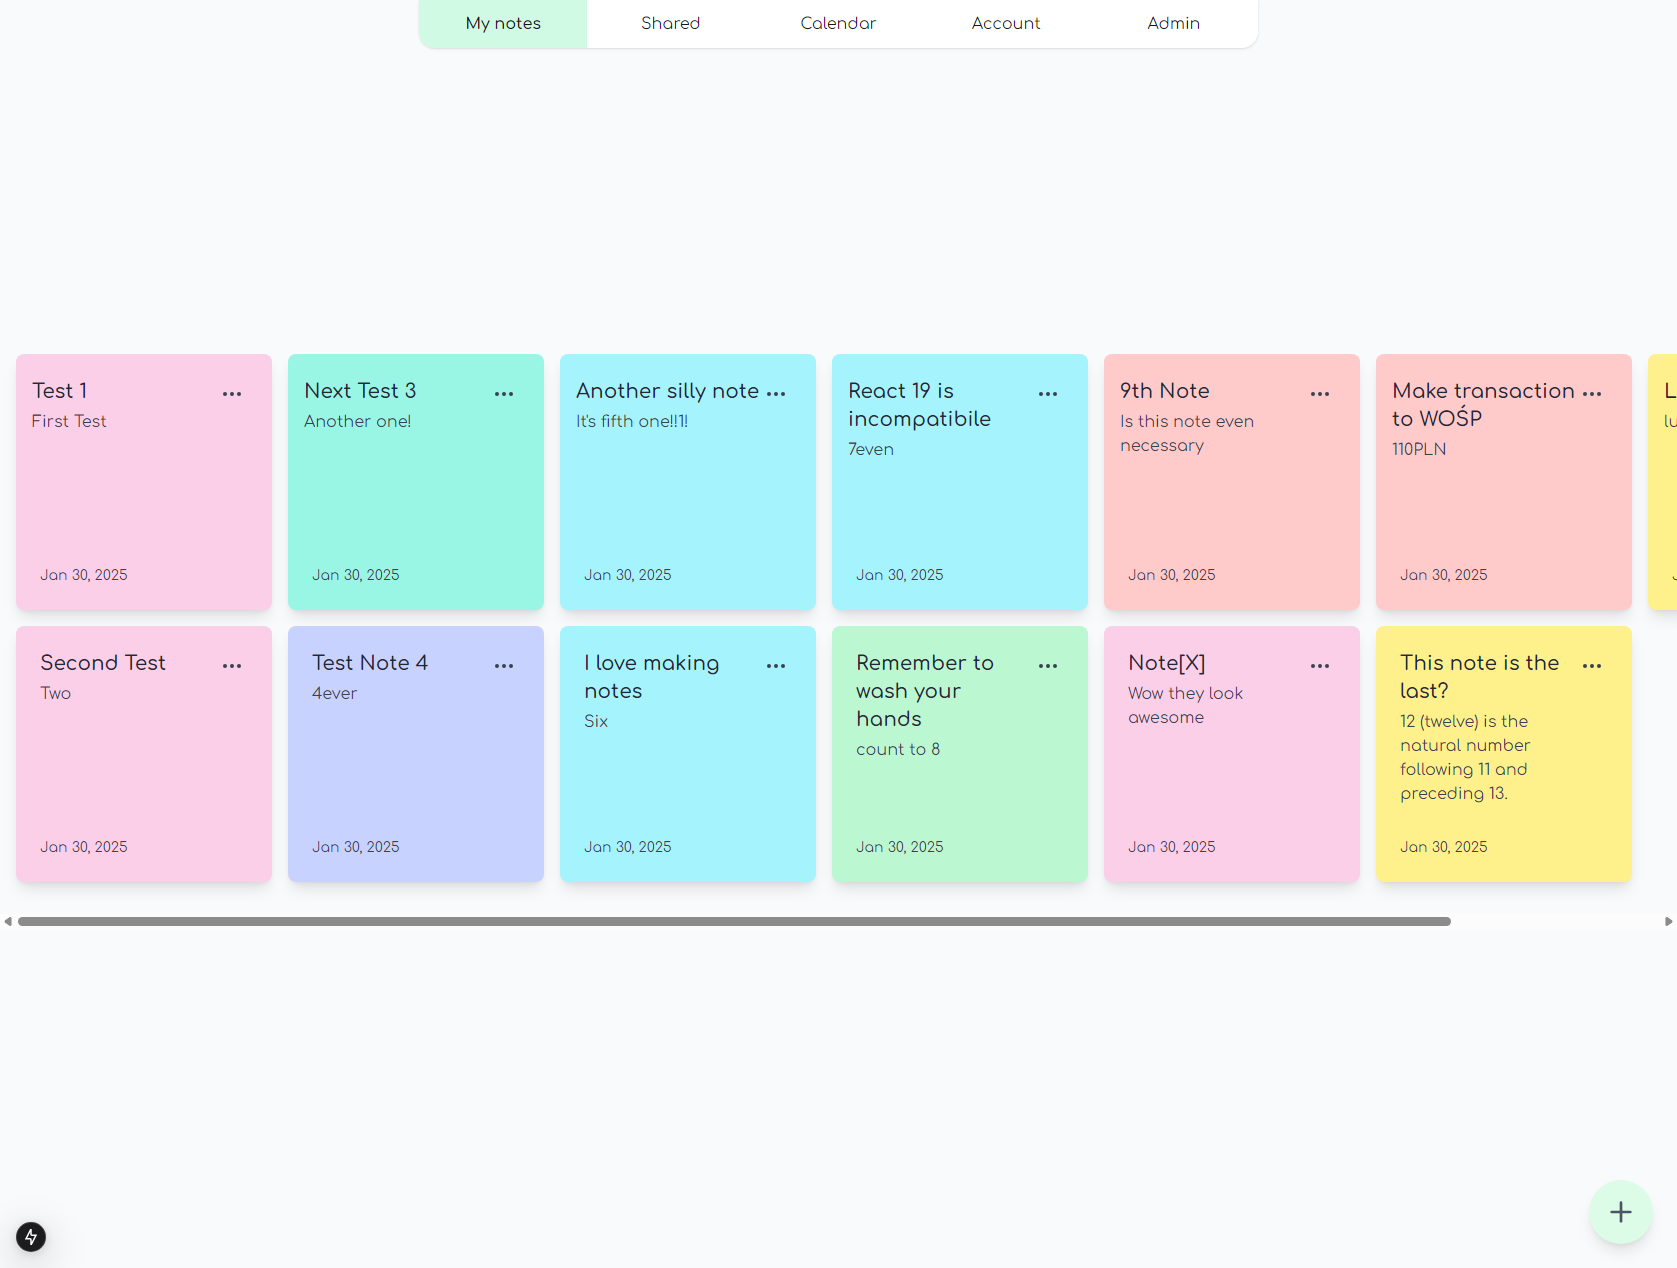 My notes
Shared
Calendar
Account
Admin
Test 1
First Test
Jan 30, 2025
Next Test 3
Another one!
Jan 30, 2025
Another silly note
It's fifth one!!1!
Jan 30, 2025
React 19 is
incompatibile
7even
Jan 30, 2025
9th Note
Is this note even
necessary
Jan 30, 2025
Make transaction
to WOŚP
110PLN
Jan 30, 2025
Second Test
Two
Jan 30, 2025
Test Note 4
4ever
Jan 30, 2025
I love making
notes
Six
Jan 30, 2025
Remember to
wash your
hands
count to 8
Jan 30, 2025
Note[X]
Wow they look
awesome
Jan 30, 2025
This note is the
last?
12 (twelve) is the
natural number
following 11 and
preceding 13.
Jan 30, 2025